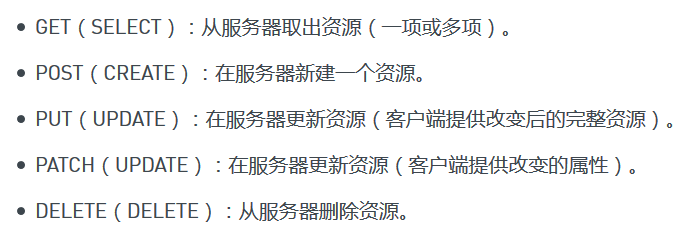 • GET（SELECT）：从服务器取出资源（一项或多项）。
• POST（CREATE）：在服务器新建一个资源。
• PUT（UPDATE）：在服务器更新资源（客户端提供改变后的完整资源）。
• PATCH（UPDATE）：在服务器更新资源（客户端提供改变的属性）。
• DELETE（DELETE）：从服务器删除资源。